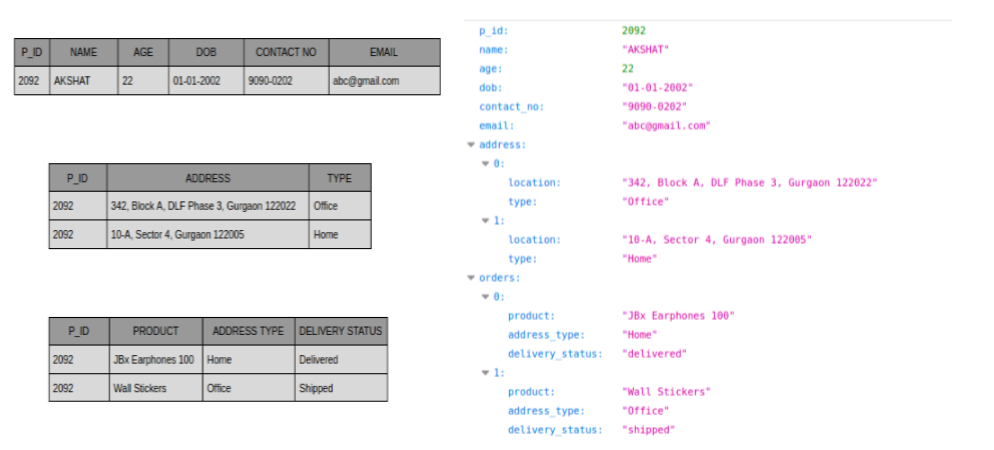 P_ID NAME AGE DOB CONTACT NO EMAIL
2092 AKSHAT 22 01-01-2002 9090-0202 abc@gmail.com
P_ID ADDRESS TYPE
2092 342, Block A, DLF Phase 3, Gurgaon 122022 Office
2092 10-A, Sector 4, Gurgaon 122005 Home
P_ID PRODUCT ADDRESS TYPE DELIVERY STATUS
2092 JBx Earphones 100 Home Delivered
2092 Wall Stickers Office Shipped
p_id: 2092
name: "AKSHAT"
age: 22
dob: "01-01-2002"
contact_no: "9090-0202"
email: "abc@gmail.com"
address:
0:
location: "342, Block A, DLF Phase 3, Gurgaon 122022"
type: "Office"
1:
location: "10-A, Sector 4, Gurgaon 122005"
type: "Home"
orders:
0:
product: "JBx Earphones 100"
address_type: "Home"
delivery_status: "delivered"
1:
product: "Wall Stickers"
address_type: "Office"
delivery_status: "shipped"